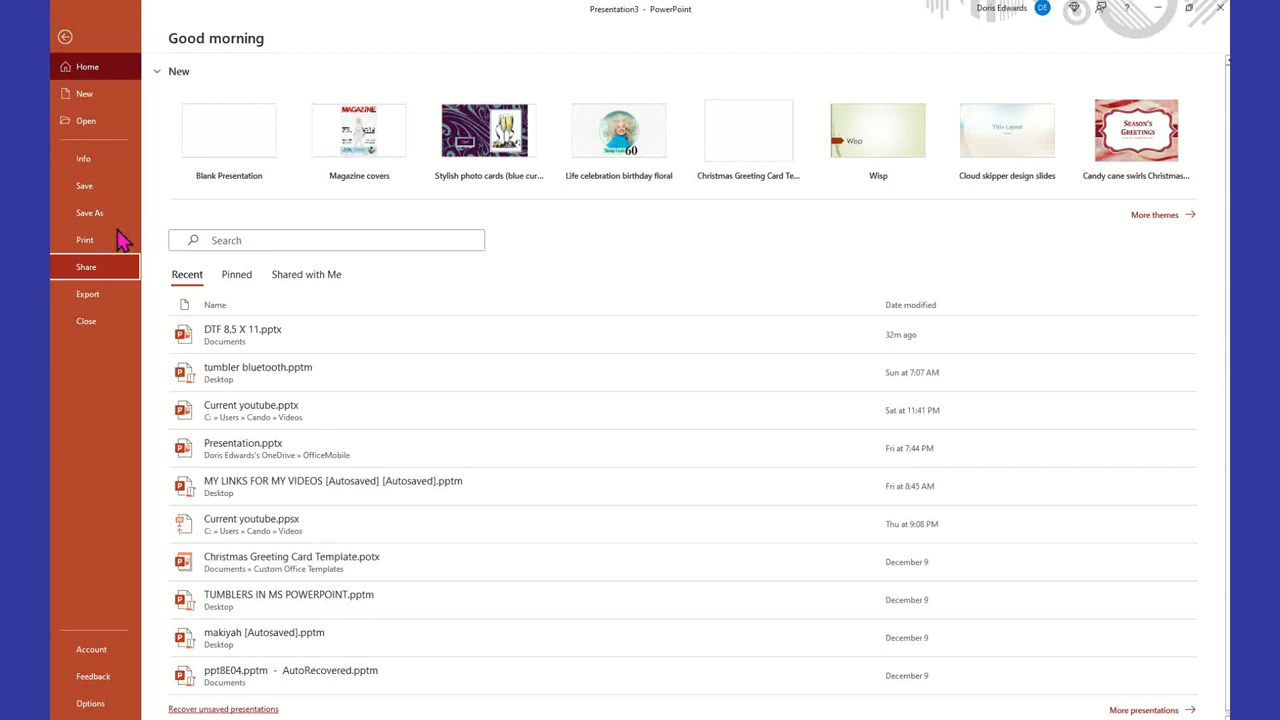 Presentation3 - PowerPoint
Doris Edwards
DE
?
Good morning
Home
New
Open
Info
Save
Save As
Print
Share
Export
Close
Account
Feedback
Options
New
MAGAZINE
60
Wisp
Title Layout
SEASON'S
GREETINGS
Blank Presentation
Magazine covers
Stylish photo cards (blue cur...
Life celebration birthday floral
Christmas Greeting Card Te...
Wisp
Cloud skipper design slides
Candy cane swirls Christmas...
More themes
Search
Recent Pinned Shared with Me
Name Date modified
DTF 8.5 X 11.pptx
Documents
32m ago
tumbler bluetooth.pptm
Desktop
Sun at 7:07 AM
Current youtube.pptx
C: » Users » Cando » Videos
Sat at 11:41 PM
Presentation.pptx
Doris Edwards's OneDrive » OfficeMobile
Fri at 7:44 PM
MY LINKS FOR MY VIDEOS [Autosaved] [Autosaved].pptm
Desktop
Fri at 8:45 AM
Current youtube.ppsx
C: » Users » Cando » Videos
Thu at 9:08 PM
Christmas Greeting Card Template.potx
Documents » Custom Office Templates
December 9
TUMBLERS IN MS POWERPOINT.pptm
Desktop
December 9
makiyah [Autosaved].pptm
Desktop
December 9
ppt8E04.pptm - AutoRecovered.pptm
Documents
December 9
Recover unsaved presentations
More presentations